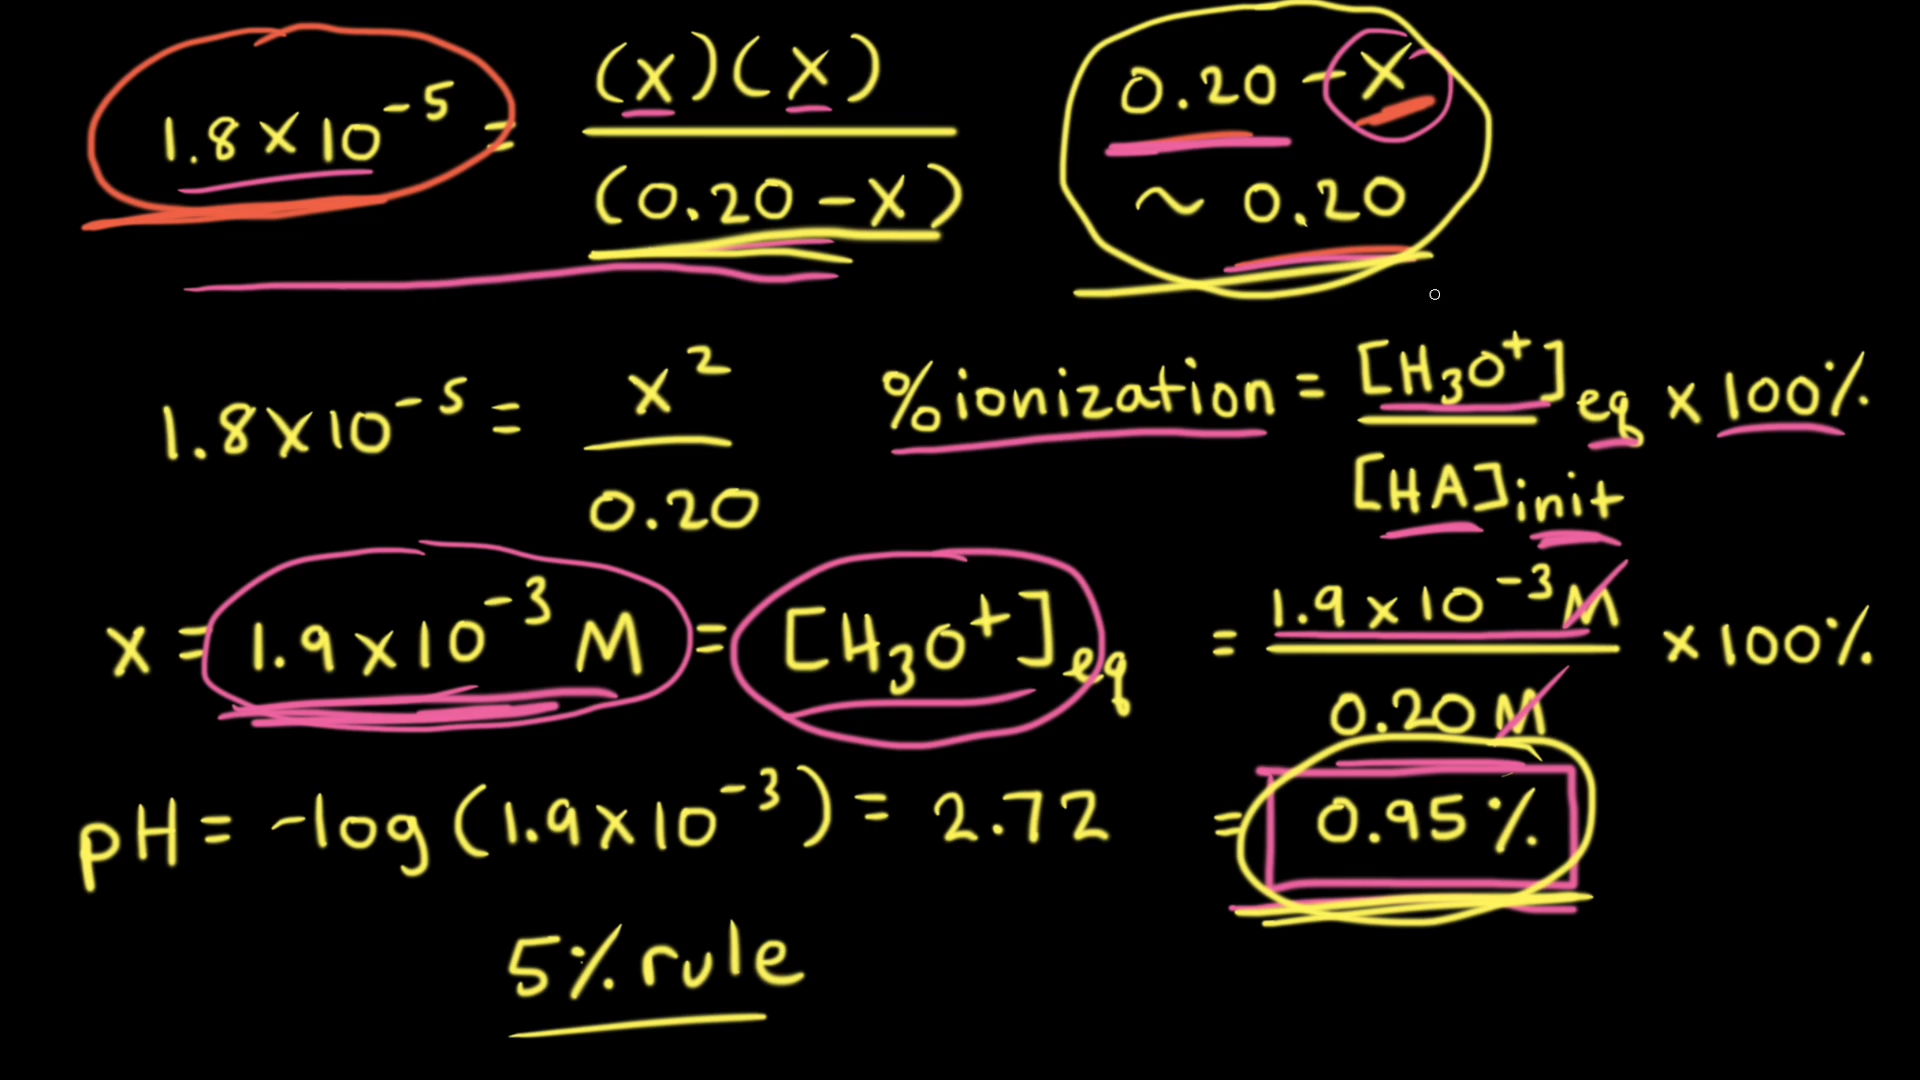 1.8 x 10⁻⁵ = (x)(x) / (0.20 - x)
0.20 - x
~ 0.20
1.8 x 10⁻⁵ = x² / 0.20
% ionization = [H₃O⁺]eq / [HA]init x 100%
x = 1.9 x 10⁻³ M = [H₃O⁺]eq
= 1.9 x 10⁻³ M / 0.20 M x 100%
pH = -log (1.9 x 10⁻³) = 2.72
= 0.95%
5% rule